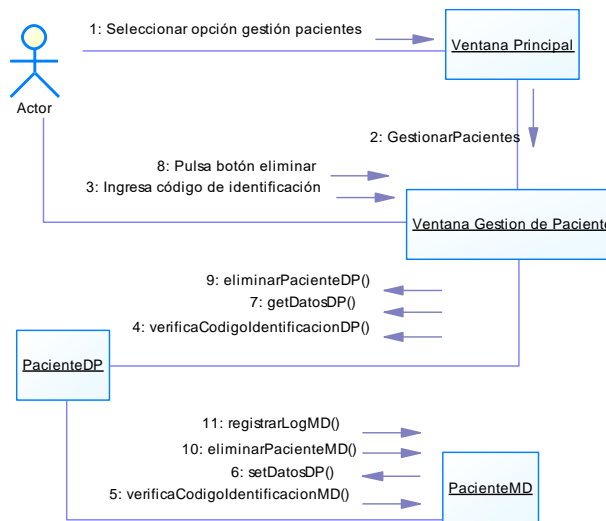 1: Seleccionar opción gestión pacientes
Ventana Principal
Actor
2: GestionarPacientes
8: Pulsa botón eliminar
3: Ingresa código de identificación
Ventana Gestion de Paciente
9: eliminarPacienteDP()
7: getDatosDP()
4: verificaCodigoIdentificacionDP()
PacienteDP
11: registrarLogMD()
10: eliminarPacienteMD()
6: setDatosDP()
5: verificaCodigoIdentificacionMD()
PacienteMD